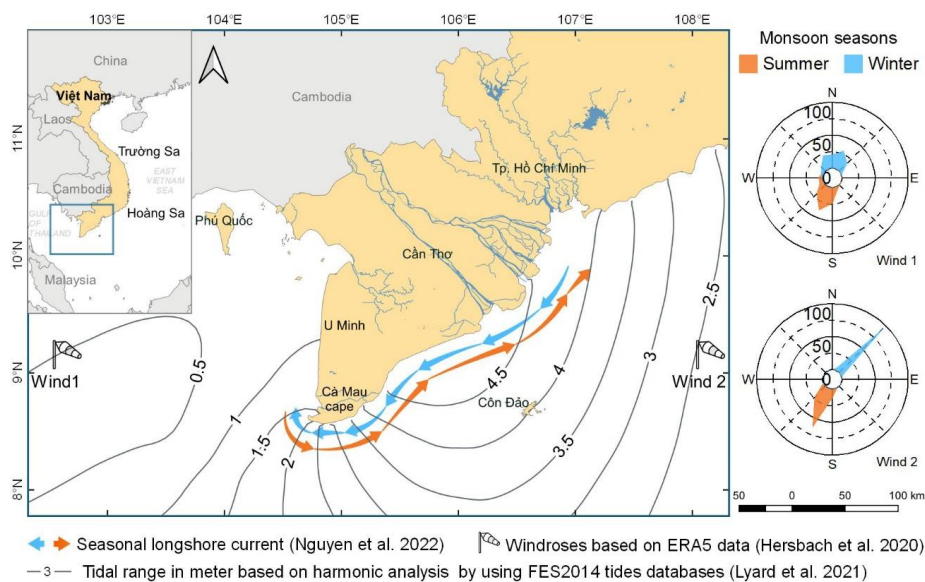 103°E 104°E 105°E 106°E 107°E 108°E
Monsoon seasons
Summer Winter
China
Việt Nam
Laos
Trường Sa
EAST
VIETNAM
SEA
Cambodia
Hoàng Sa
GULF
OF
THAILAND
Malaysia
Cambodia
11°N
10°N
9°N
8°N
Tp. Hồ Chí Minh
Phú Quốc
Cần Thơ
U Minh
Cà Mau
cape
Côn Đảo
Wind1
Wind 2
0.5
1
1.5
2
4.5
4
3.5
3
2.5
N
100
50
0
W E
S
Wind 1
N
100
50
0
W E
S
Wind 2
50 0 50 100 km
Seasonal longshore current (Nguyen et al. 2022) Windroses based on ERA5 data (Hersbach et al. 2020)
3 Tidal range in meter based on harmonic analysis by using FES2014 tides databases (Lyard et al. 2021)